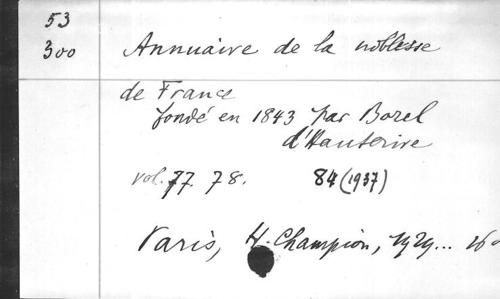 53
300
Annuaire de la noblesse
de France
fondé en 1843 par Borel
d'Hauterive
vol. 77. 78. 84 (1937)
Paris, H. Champion, 1929...